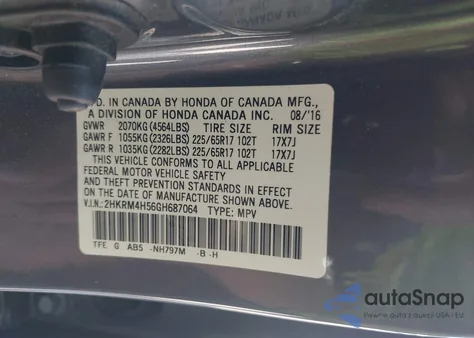 MFD. IN CANADA BY HONDA OF CANADA MFG.,
A DIVISION OF HONDA CANADA INC. 08/'16
GVWR 2070KG (4564LBS) TIRE SIZE RIM SIZE
GAWR F 1055KG (2326LBS) 225/65R17 102T 17X7J
GAWR R 1035KG (2282LBS) 225/65R17 102T 17X7J
THIS VEHICLE CONFORMS TO ALL APPLICABLE
FEDERAL MOTOR VEHICLE SAFETY AND
THEFT PREVENTION STANDARDS IN EFFECT ON
THE DATE OF MANUFACTURE SHOWN ABOVE.
V.I.N.: 2HKRM4H56GH687064 TYPE: MPV
TFE G AB5 -NH797M -B -H
autoSnap